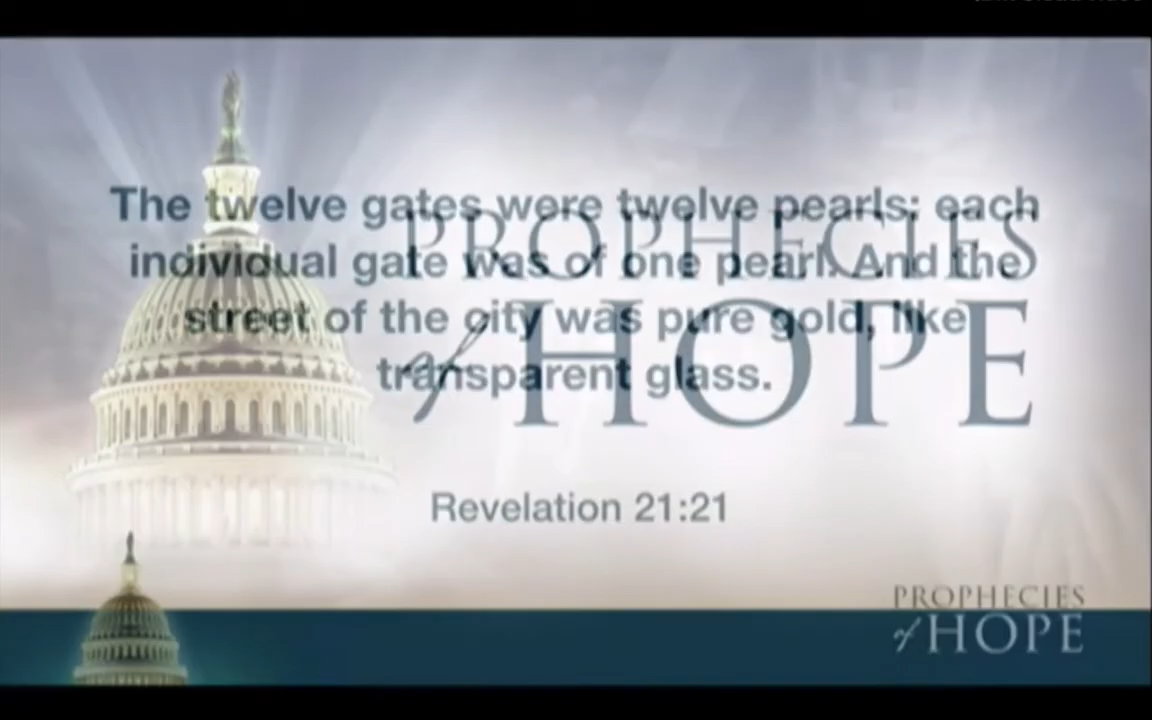 The twelve gates were twelve pearls: each
individual gate was of one pearl. And the
street of the city was pure gold, like
transparent glass.
Revelation 21:21
PROPHECIES
of HOPE
PROPHECIES
of HOPE